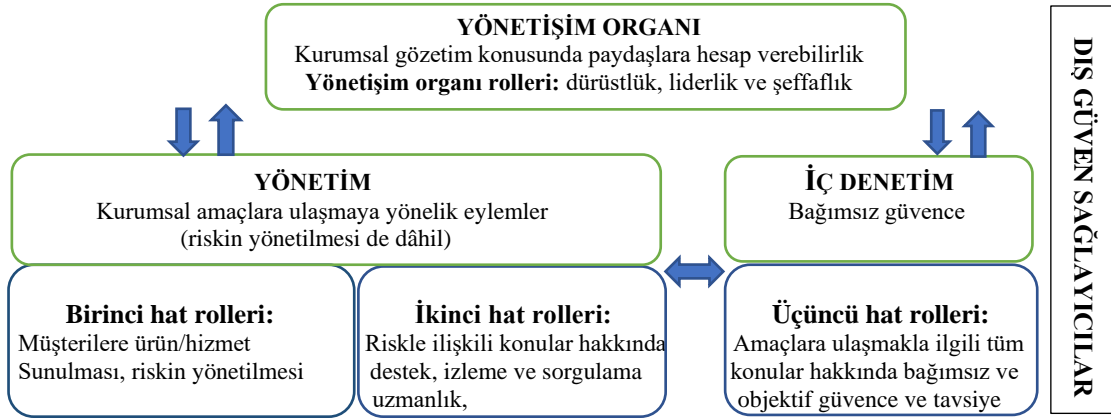 YÖNETİŞİM ORGANI
Kurumsal gözetim konusunda paydaşlara hesap verebilirlik
Yönetişim organı rolleri: dürüstlük, liderlik ve şeffaflık
YÖNETİM
Kurumsal amaçlara ulaşmaya yönelik eylemler
(riskin yönetilmesi de dâhil)
İÇ DENETİM
Bağımsız güvence
Birinci hat rolleri:
Müşterilere ürün/hizmet
Sunulması, riskin yönetilmesi
İkinci hat rolleri:
Riskle ilişkili konular hakkında
destek, izleme ve sorgulama
uzmanlık,
Üçüncü hat rolleri:
Amaçlara ulaşmakla ilgili tüm
konular hakkında bağımsız ve
objektif güvence ve tavsiye
DIŞ GÜVEN SAĞLAYICILAR